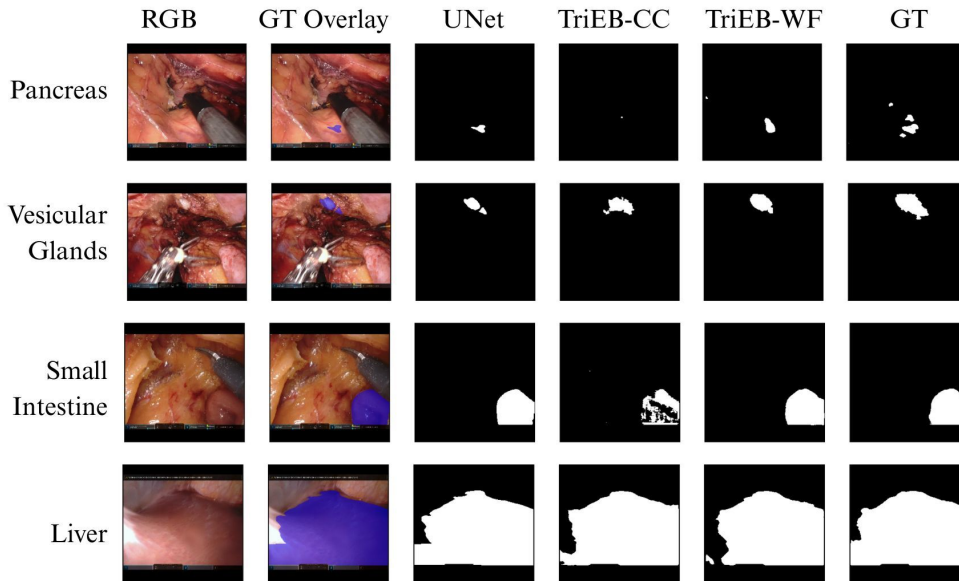 RGB GT Overlay UNet TriEB-CC TriEB-WF GT
Pancreas
Vesicular
Glands
Small
Intestine
Liver